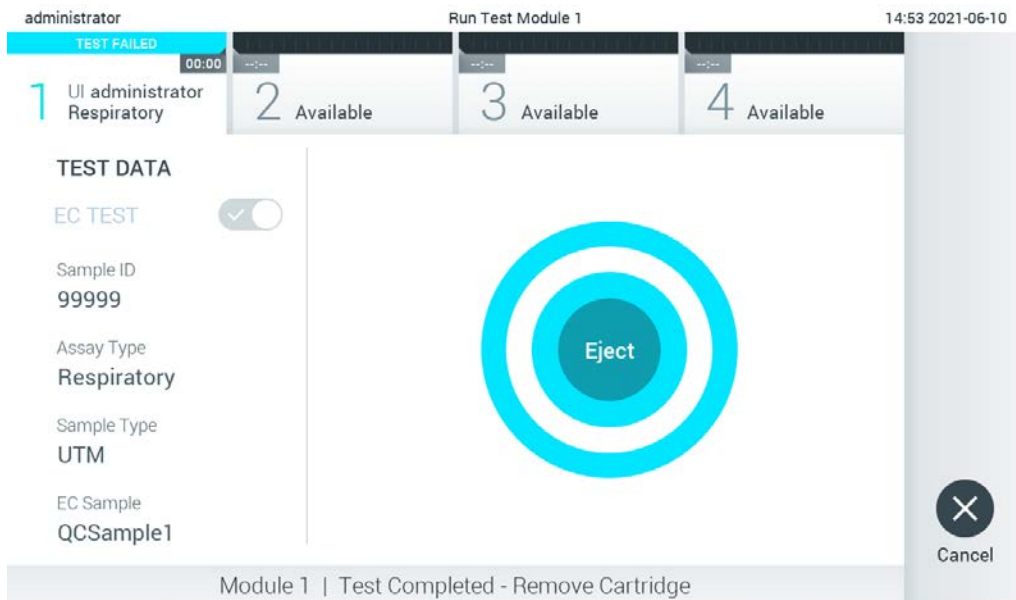 administrator
Run Test Module 1
14:53 2021-06-10
TEST FAILED
00:00
--:--
--:--
--:--
1
UI administrator
Respiratory
2 Available
3 Available
4 Available
TEST DATA
EC TEST
Sample ID
99999
Assay Type
Respiratory
Sample Type
UTM
EC Sample
QCSample1
Eject
Cancel
Module 1 | Test Completed - Remove Cartridge